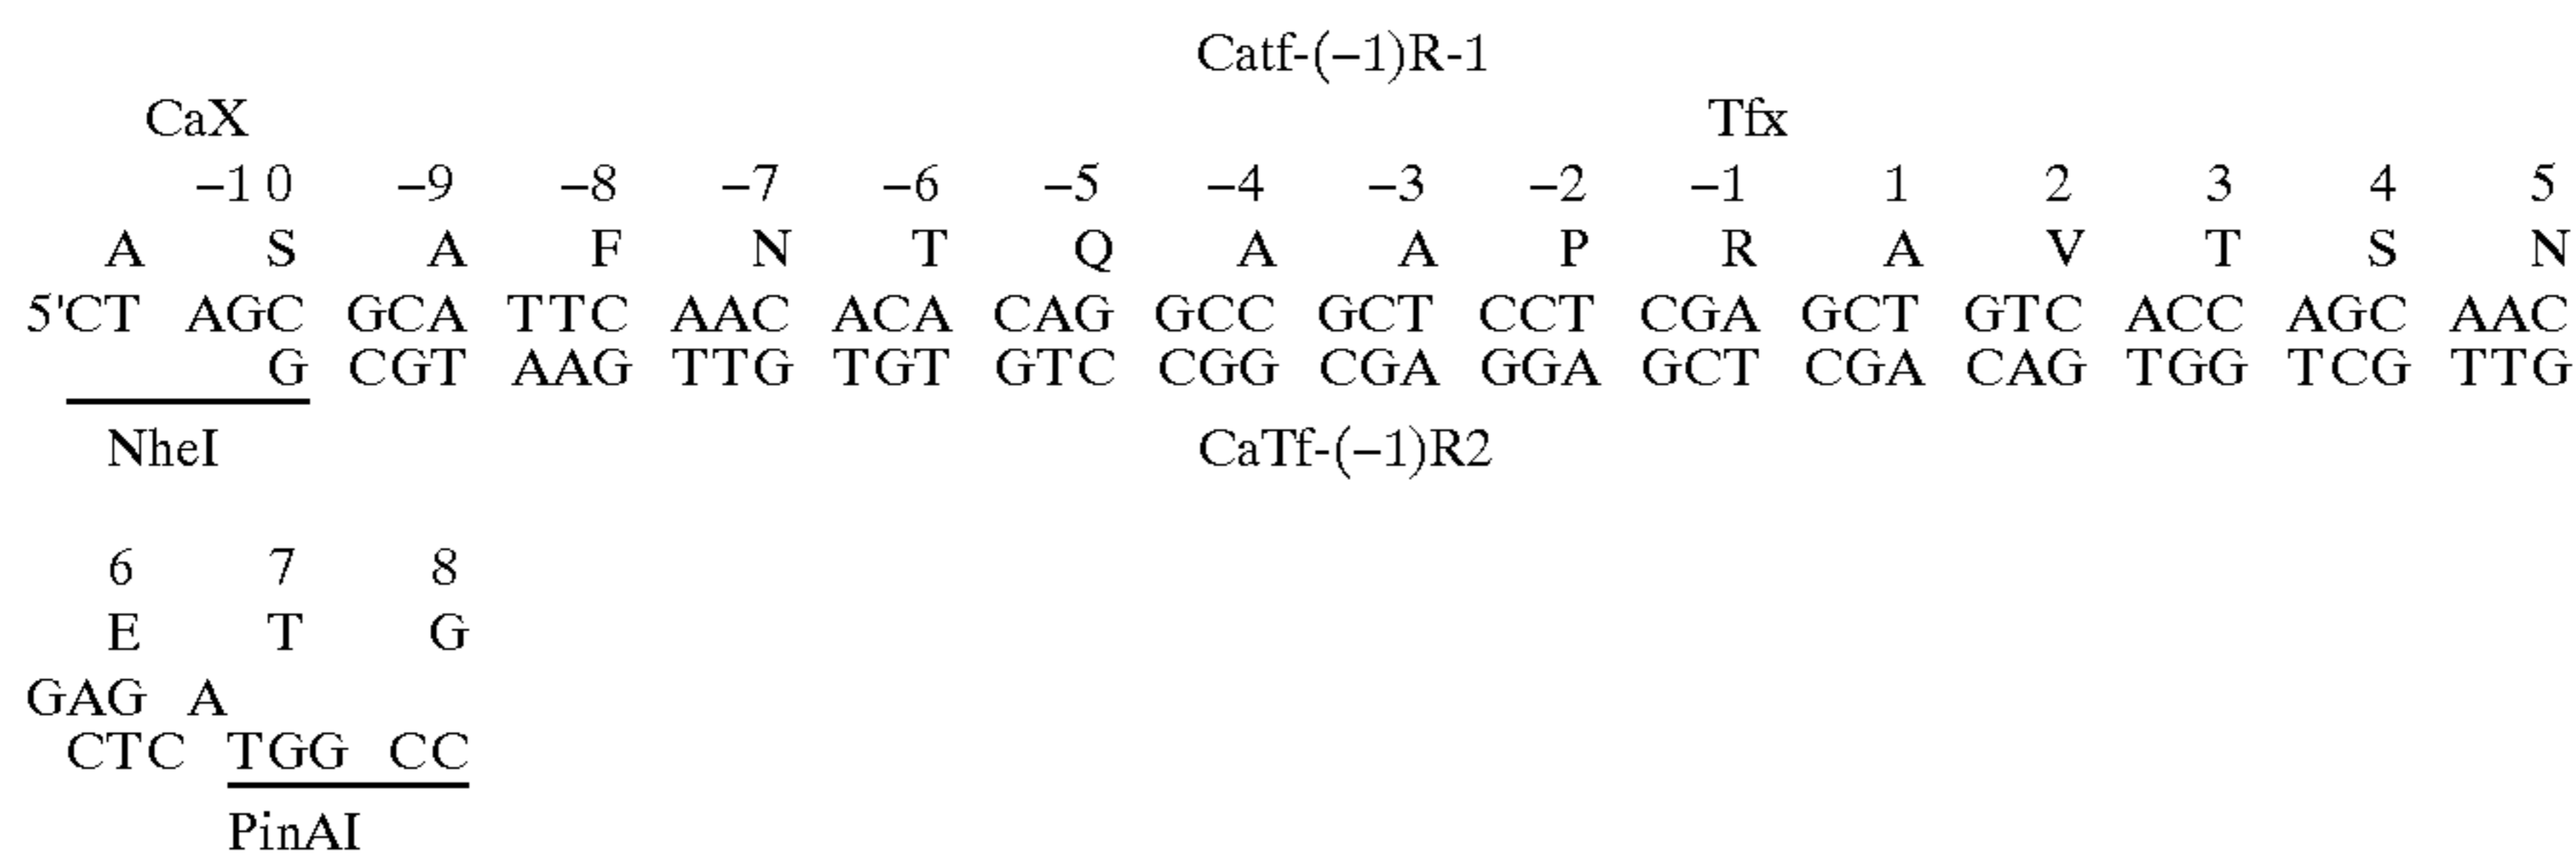 Catf-(−1)R-1
CaX Tfx
−1 0 −9 −8 −7 −6 −5 −4 −3 −2 −1 1 2 3 4 5
A S A F N T Q A A P R A V T S N
5'CT AGC GCA TTC AAC ACA CAG GCC GCT CCT CGA GCT GTC ACC AGC AAC
G CGT AAG TTG TGT GTC CGG CGA GGA GCT CGA CAG TGG TCG TTG
NheI CaTf-(−1)R2
6 7 8
E T G
GAG A
CTC TGG CC
PinAI